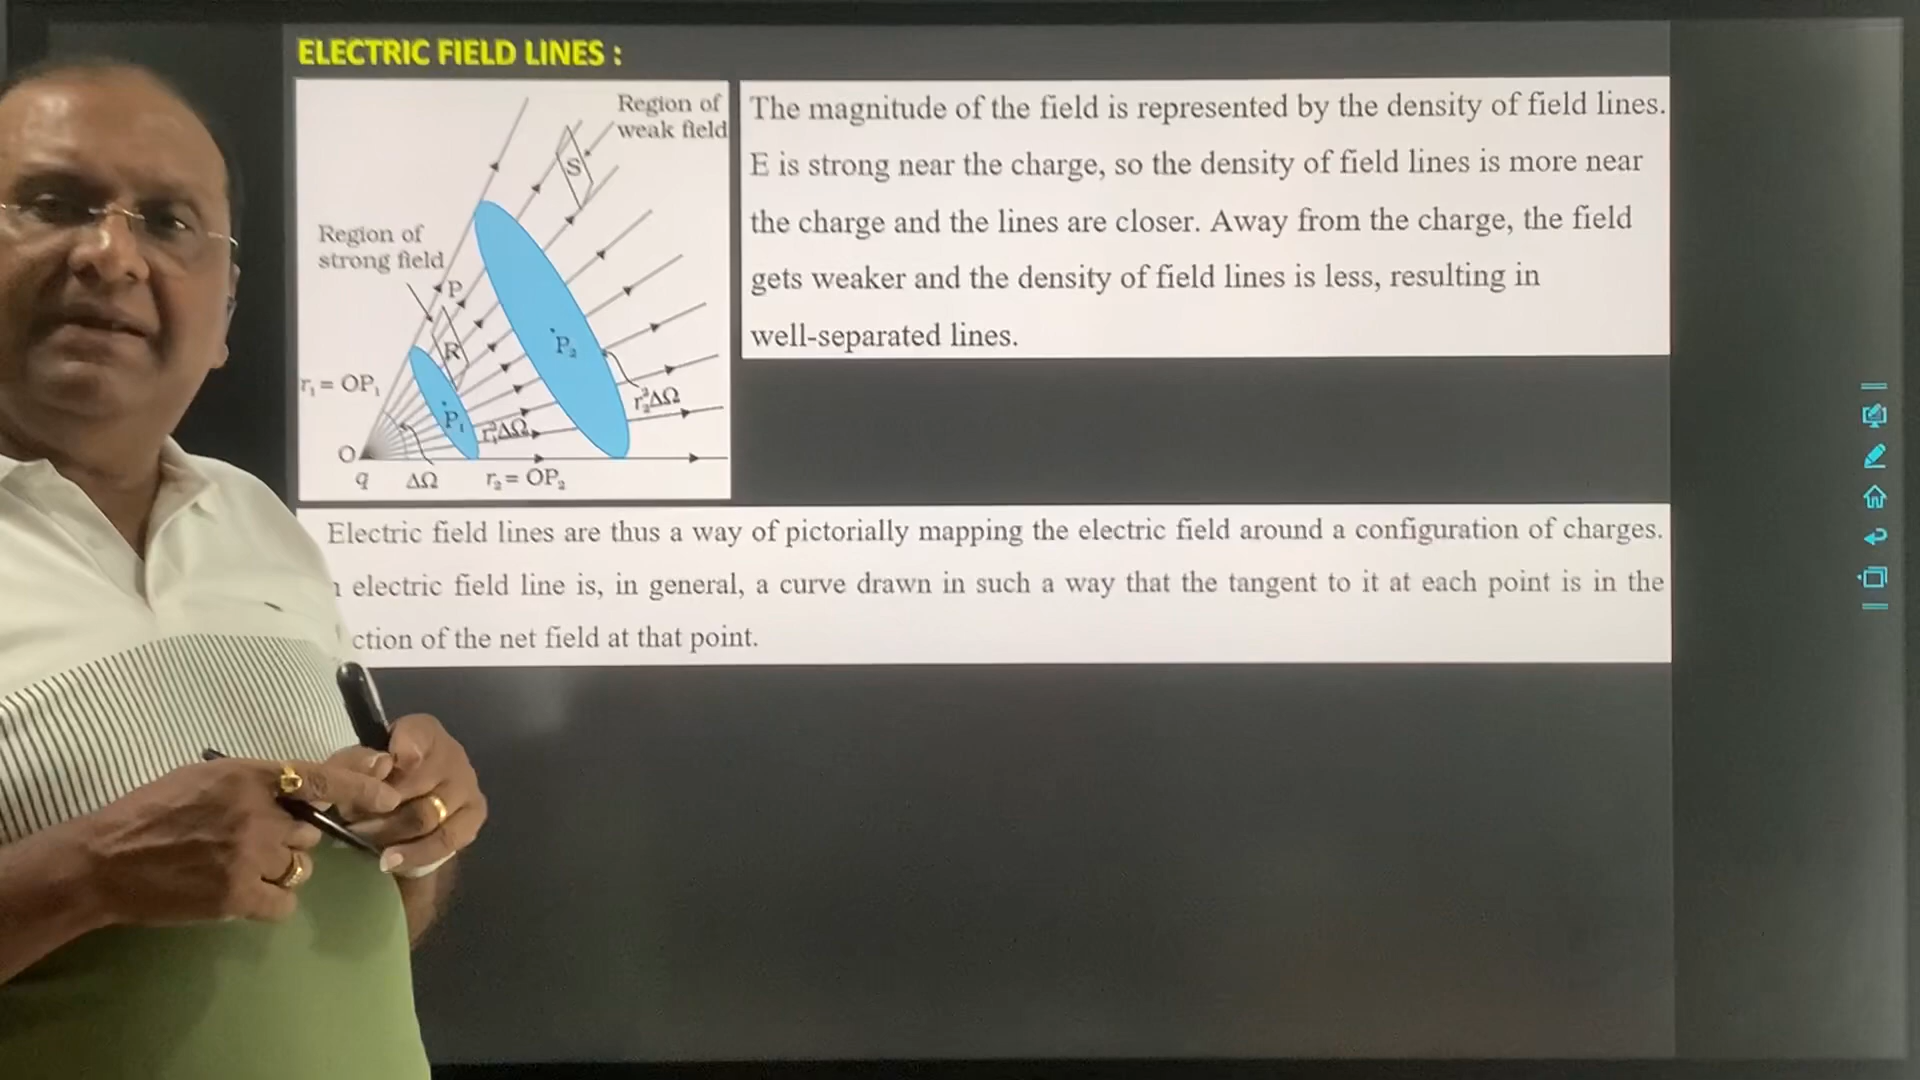 ELECTRIC FIELD LINES :
Region of
weak field
S
Region of
strong field
P
R
P₂
r₁ = OP₁
r₂²ΔΩ
P₁
r₁²ΔΩ
O
q
ΔΩ
r₂ = OP₂
The magnitude of the field is represented by the density of field lines.
E is strong near the charge, so the density of field lines is more near
the charge and the lines are closer. Away from the charge, the field
gets weaker and the density of field lines is less, resulting in
well-separated lines.
Electric field lines are thus a way of pictorially mapping the electric field around a configuration of charges.
electric field line is, in general, a curve drawn in such a way that the tangent to it at each point is in the
ction of the net field at that point.